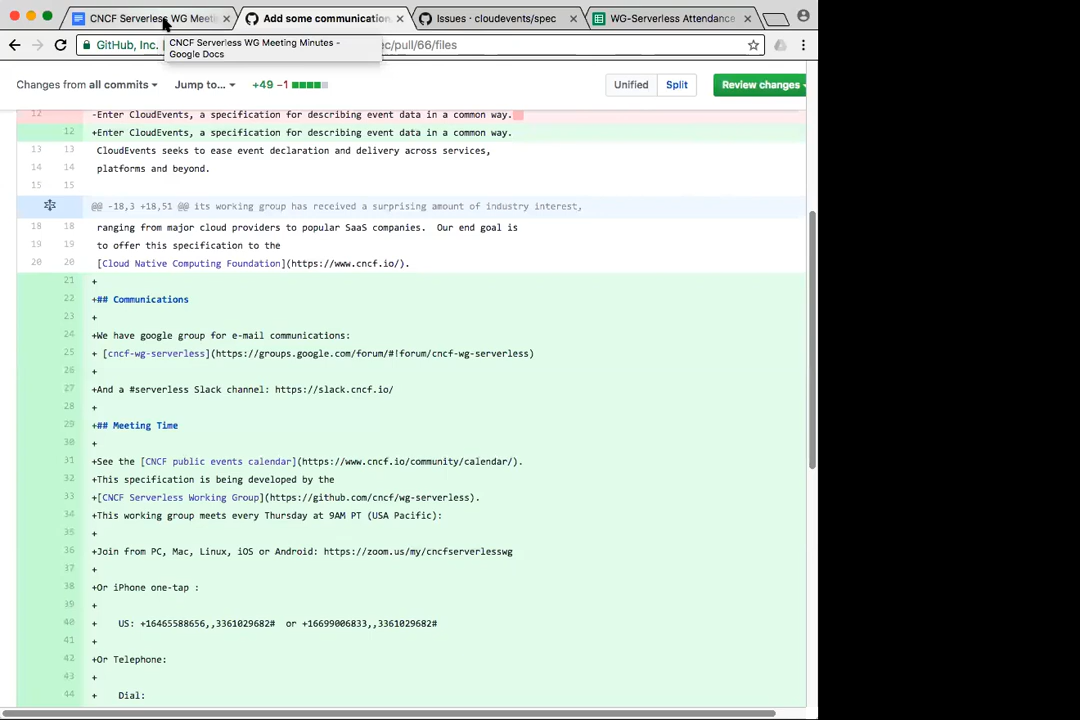 CNCF Serverless WG Meeti
Add some communication
Issues · cloudevents/spec
WG-Serverless Attendance
GitHub, Inc.
ec/pull/66/files
CNCF Serverless WG Meeting Minutes -
Google Docs
Changes from all commits
Jump to...
+49 −1
Unified
Split
Review changes
12 -Enter CloudEvents, a specification for describing event data in a common way.
12 +Enter CloudEvents, a specification for describing event data in a common way.
13 13 CloudEvents seeks to ease event declaration and delivery across services,
14 14 platforms and beyond.
15 15
@@ -18,3 +18,51 @@ its working group has received a surprising amount of industry interest,
18 18 ranging from major cloud providers to popular SaaS companies.  Our end goal is
19 19 to offer this specification to the
20 20 [Cloud Native Computing Foundation](https://www.cncf.io/).
21 +
22 +## Communications
23 +
24 +We have google group for e-mail communications:
25 + [cncf-wg-serverless](https://groups.google.com/forum/#!forum/cncf-wg-serverless)
26 +
27 +And a #serverless Slack channel: https://slack.cncf.io/
28 +
29 +## Meeting Time
30 +
31 +See the [CNCF public events calendar](https://www.cncf.io/community/calendar/).
32 +This specification is being developed by the
33 +[CNCF Serverless Working Group](https://github.com/cncf/wg-serverless).
34 +This working group meets every Thursday at 9AM PT (USA Pacific):
35 +
36 +Join from PC, Mac, Linux, iOS or Android: https://zoom.us/my/cncfserverlesswg
37 +
38 +Or iPhone one-tap :
39 +
40 +    US: +16465588656,,3361029682#  or +16699006833,,3361029682#
41 +
42 +Or Telephone:
43 +
44 +    Dial: